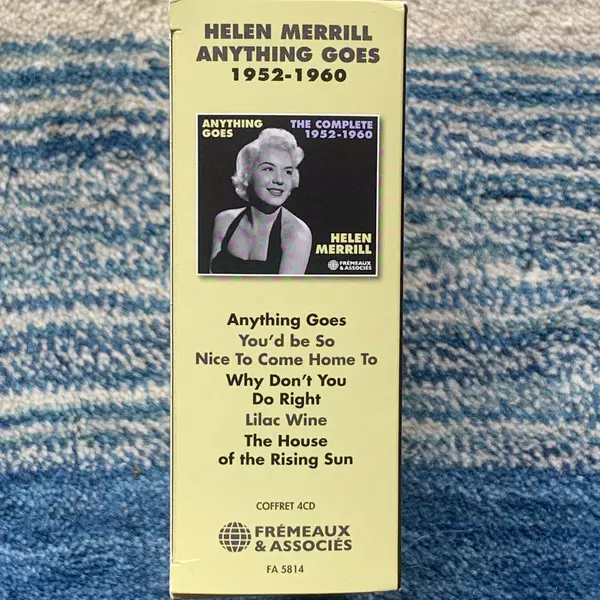 HELEN MERRILL
ANYTHING GOES
1952-1960
ANYTHING
GOES
THE COMPLETE
1952-1960
HELEN
MERRILL
FRÉMEAUX
& ASSOCIÉS
Anything Goes
You'd be So
Nice To Come Home To
Why Don't You
Do Right
Lilac Wine
The House
of the Rising Sun
COFFRET 4CD
FRÉMEAUX
& ASSOCIÉS
FA 5814